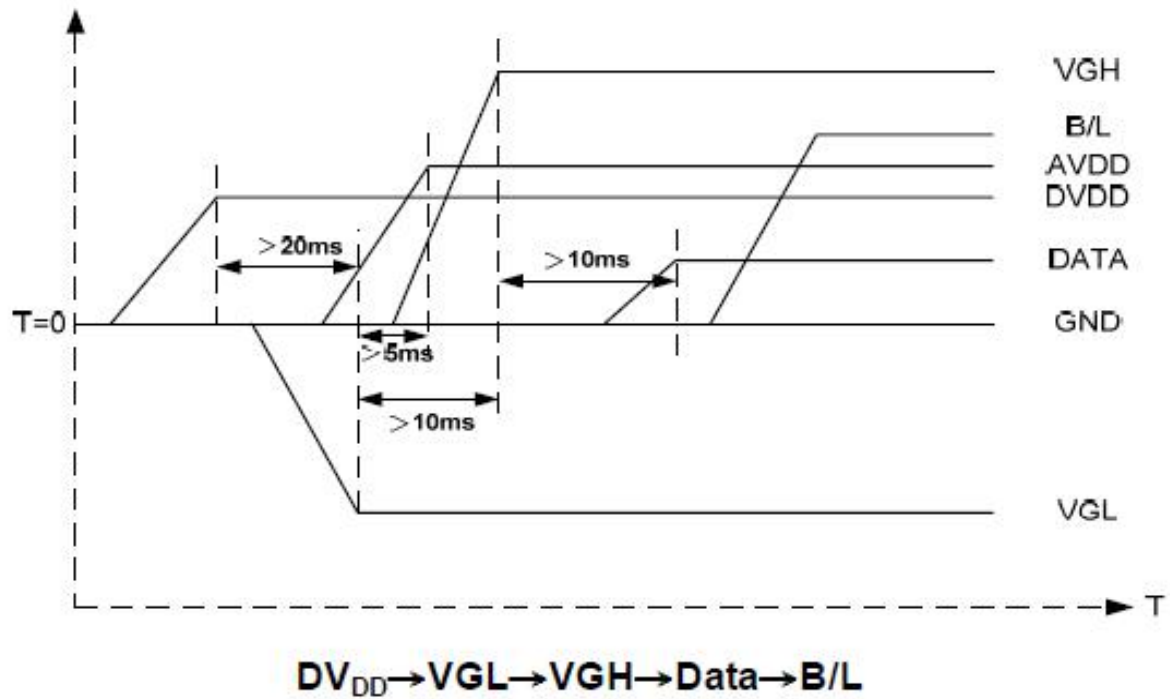 VGH
B/L
AVDD
DVDD
>20ms
>10ms
DATA
T=0
GND
>5ms
>10ms
VGL
T
DVDD→VGL→VGH→Data→B/L